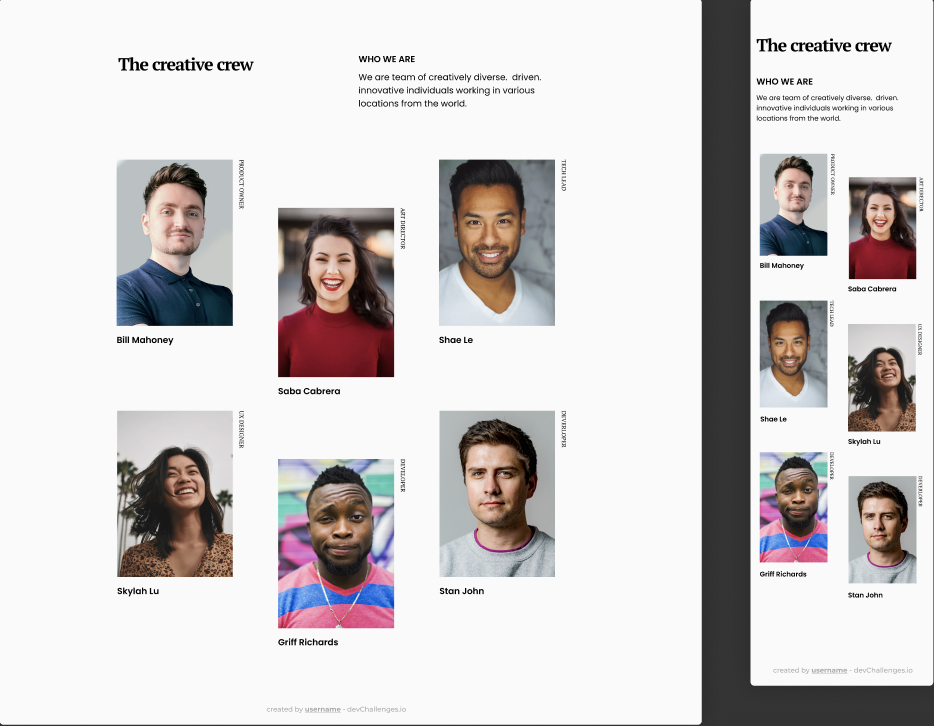 The creative crew
WHO WE ARE
We are team of creatively diverse. driven.
innovative individuals working in various
locations from the world.
PRODUCT OWNER
Bill Mahoney
ART DIRECTOR
Saba Cabrera
TECH LEAD
Shae Le
UX DESIGNER
Skylah Lu
DEVELOPER
Griff Richards
DEVERLOPER
Stan John
created by username - devChallenges.io
The creative crew
WHO WE ARE
We are team of creatively diverse. driven.
innovative individuals working in various
locations from the world.
PRODUCT OWNER
Bill Mahoney
ART DIRECTOR
Saba Cabrera
TECH LEAD
Shae Le
UX DESIGNER
Skylah Lu
DEVELOPER
Griff Richards
DEVERLOPER
Stan John
created by username - devChallenges.io